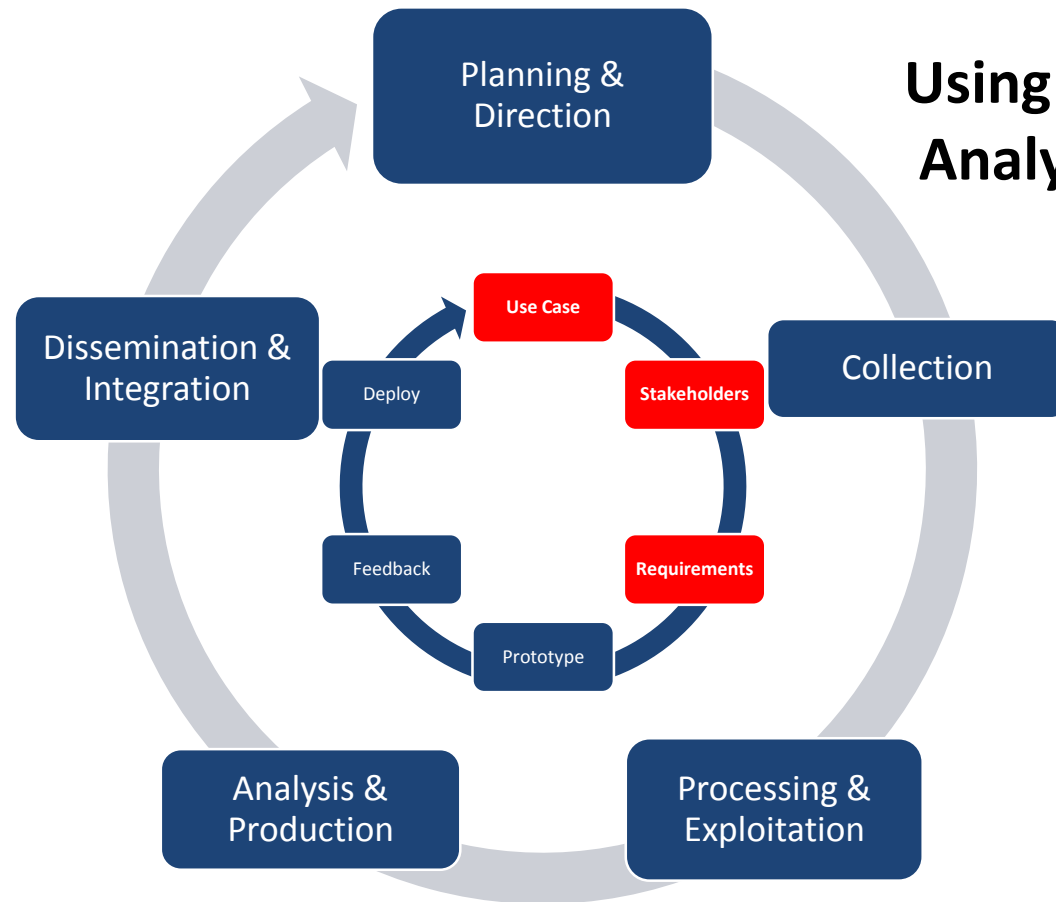 Planning &
Direction
Using
Analy
Use Case
Dissemination &
Integration
Deploy
Stakeholders
Collection
Feedback
Requirements
Prototype
Analysis &
Production
Processing &
Exploitation